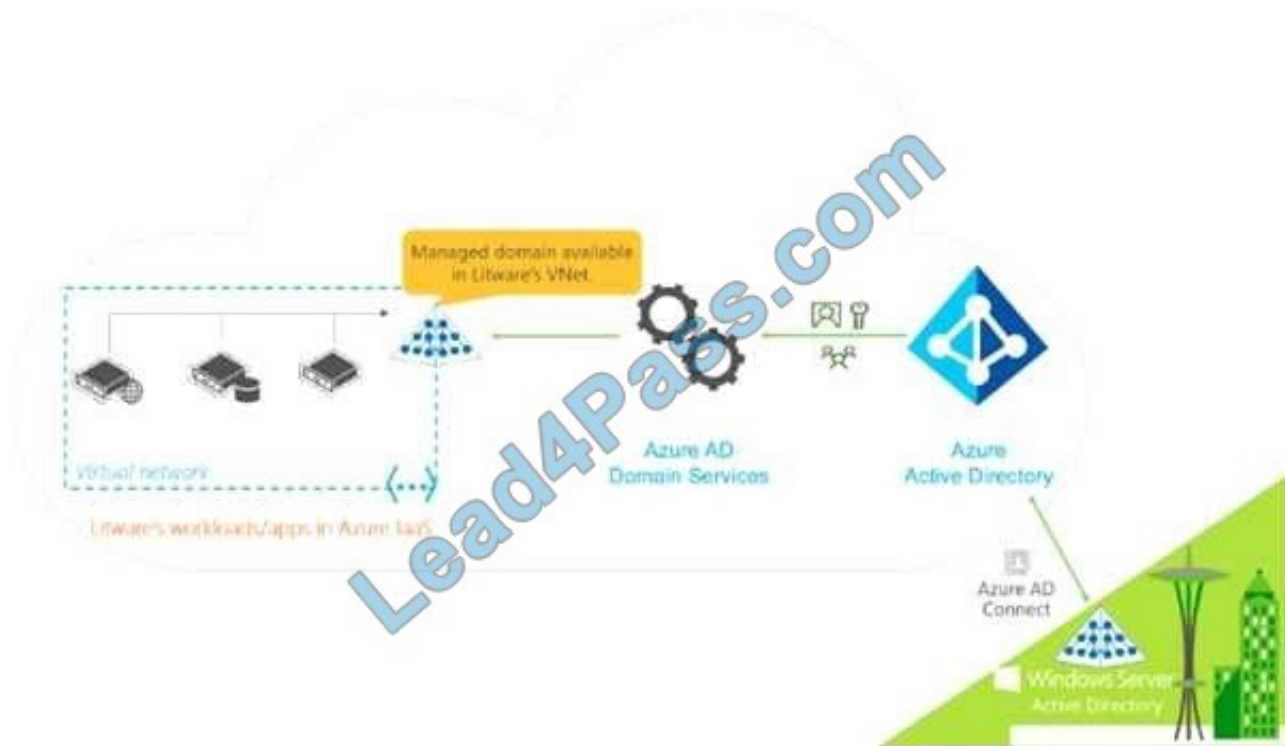 Managed domain available
in Litware's VNet.
Virtual network
Litware's workloads/apps in Azure IaaS
Azure AD
Domain Services
Azure
Active Directory
Azure AD
Connect
Windows Server
Active Directory
Lead4Pass.com